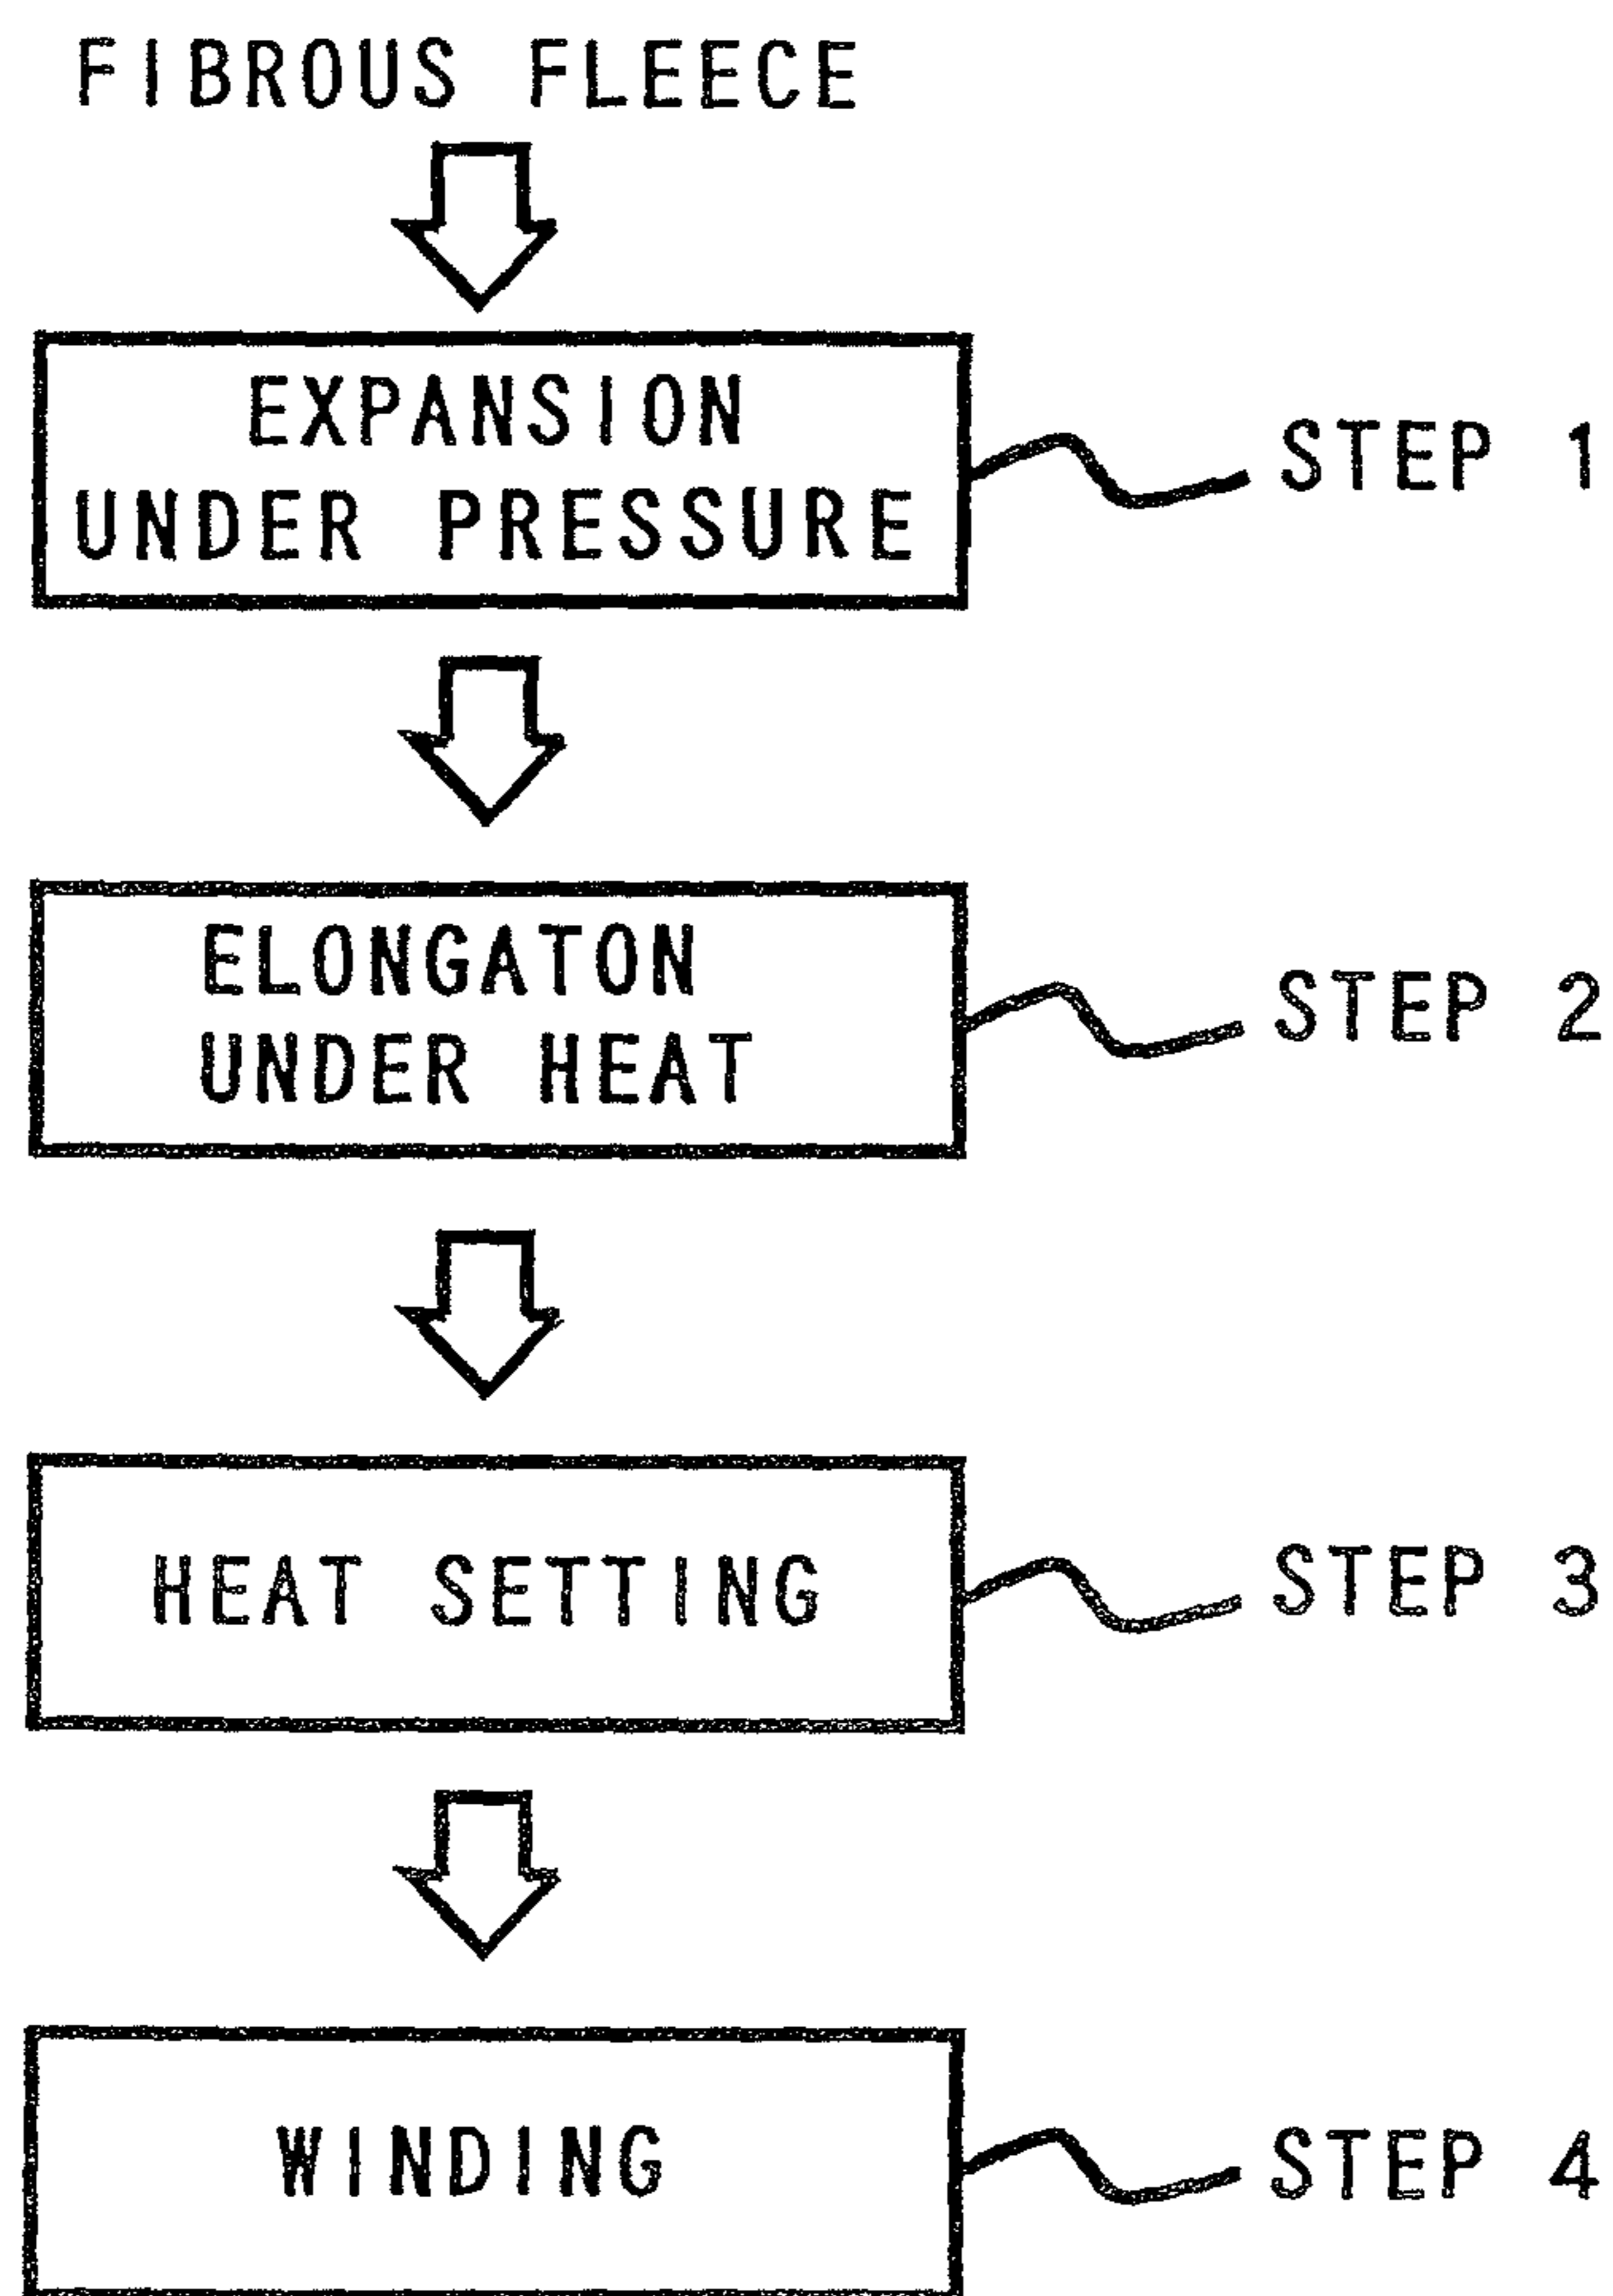 FIBROUS FLEECE
EXPANSION
UNDER PRESSURE
STEP 1
ELONGATON
UNDER HEAT
STEP 2
HEAT SETTING
STEP 3
WINDING
STEP 4